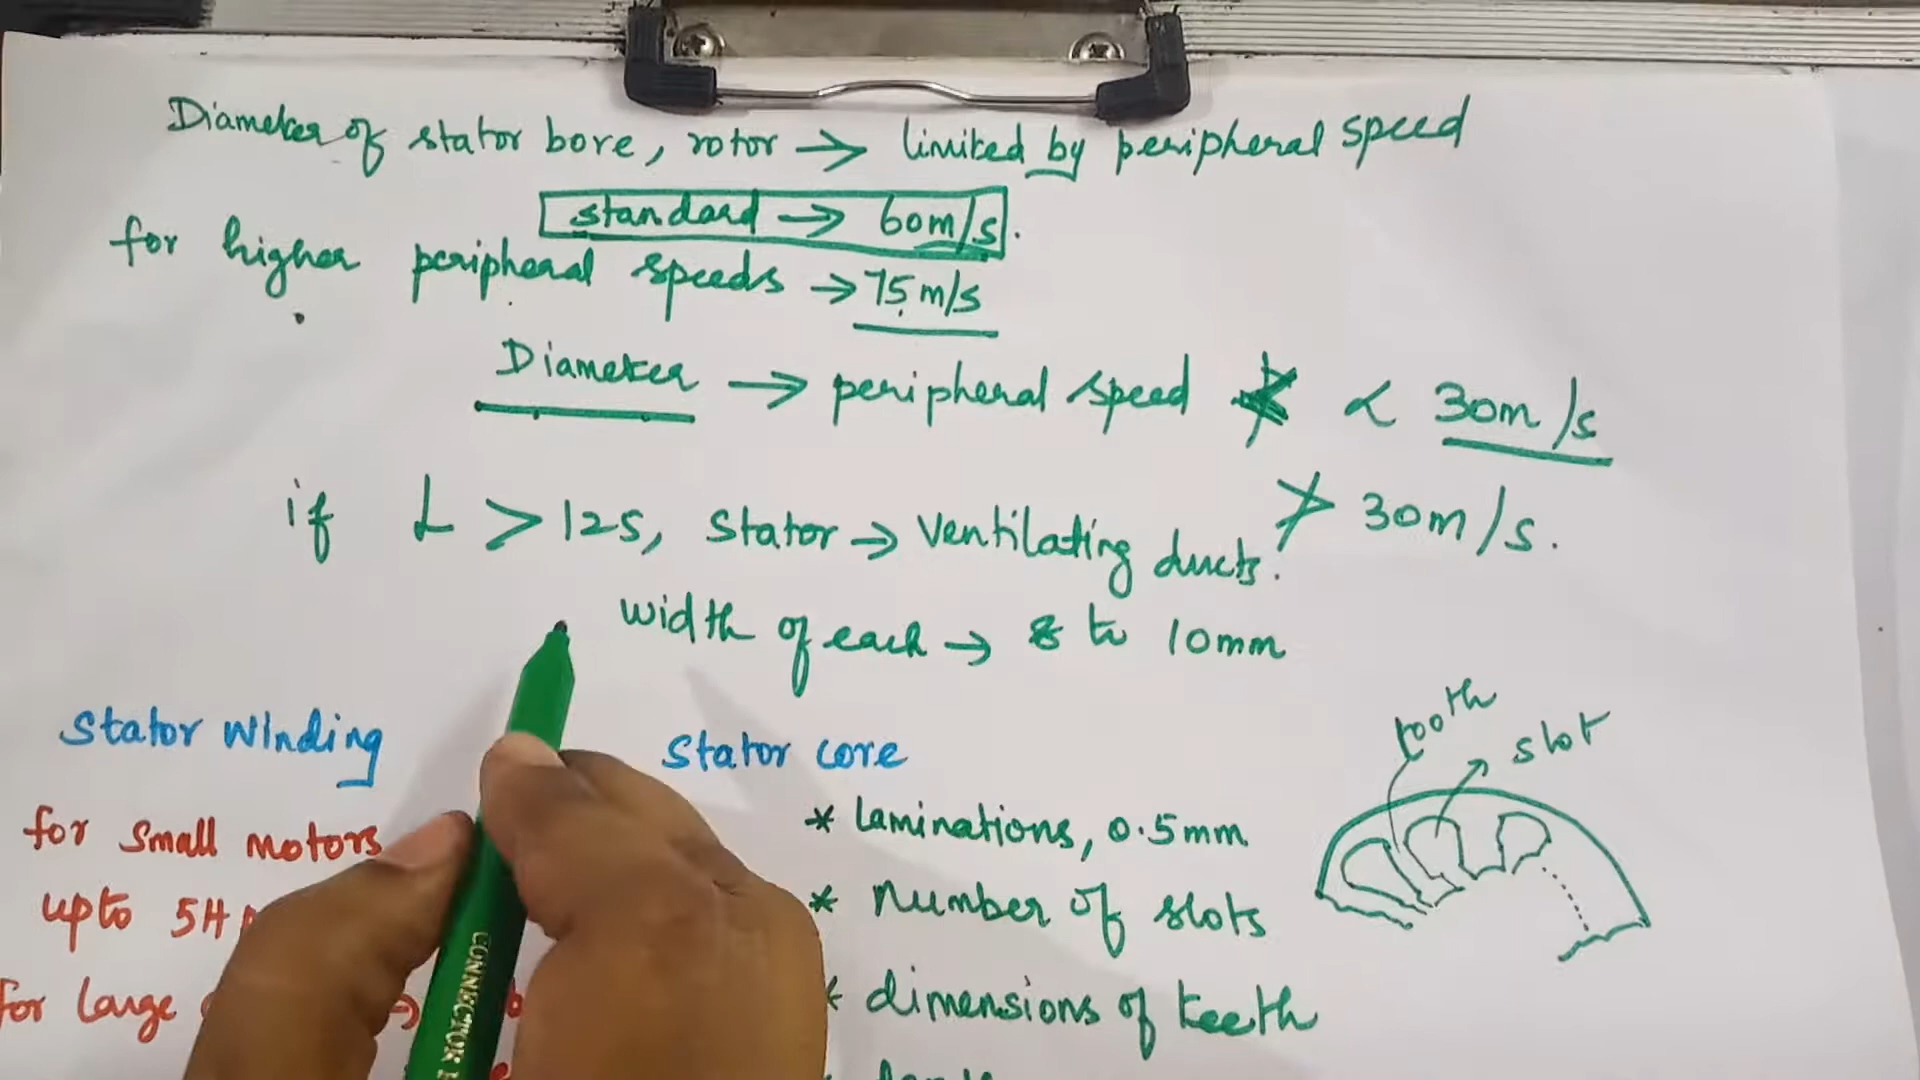 Diameter of stator bore, rotor → limited by peripheral speed
standard → 60m/s.
for higher peripheral speeds → 75m/s
Diameter → peripheral speed < 30m/s
≯ 30m/s.
if L > 125, stator → ventilating ducts.
width of each → 8 to 10mm
Stator Winding
for small motors
upto 5H
for large
Stator core
* laminations, 0.5mm
* Number of slots
* dimensions of teeth
tooth
slot
CONNECTOR